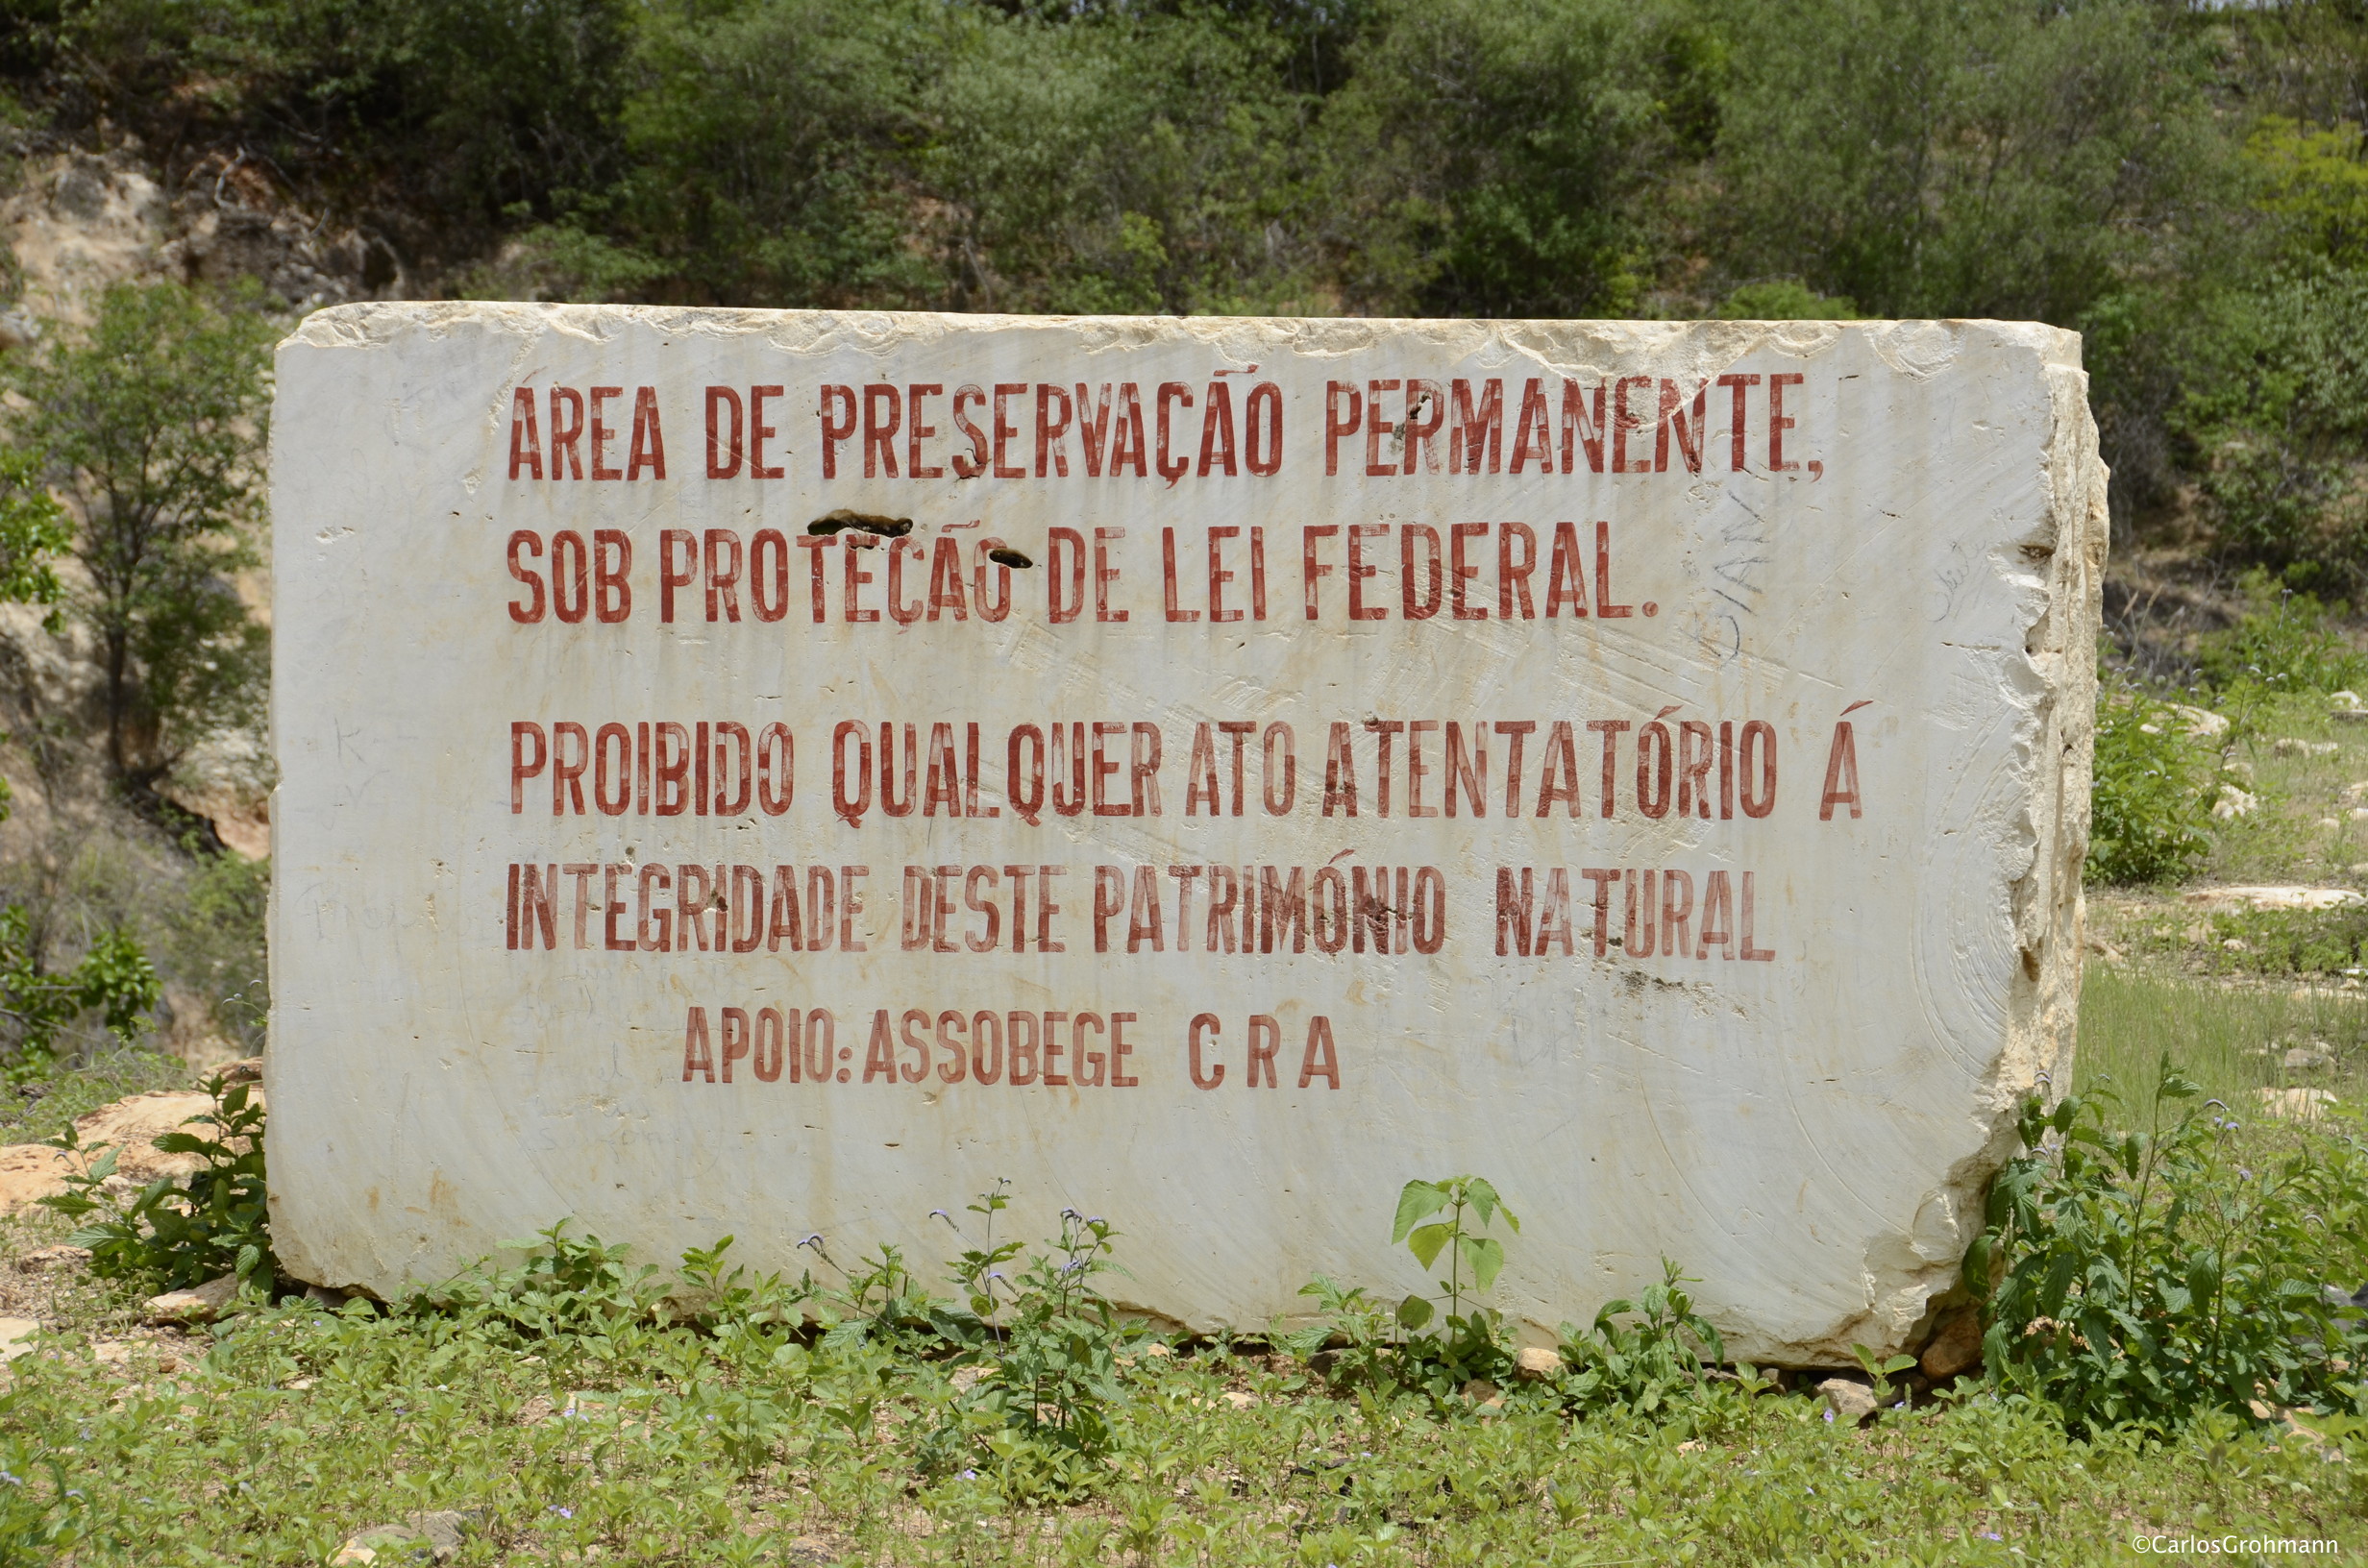 ÁREA DE PRESERVAÇÃO PERMANENTE,
SOB PROTEÇÃO DE LEI FEDERAL.
PROIBIDO QUALQUER ATO ATENTATÓRIO Á
INTEGRIDADE DESTE PATRIMÓNIO NATURAL
APOIO: ASSOBEGE C R A
©CarlosGrohmann